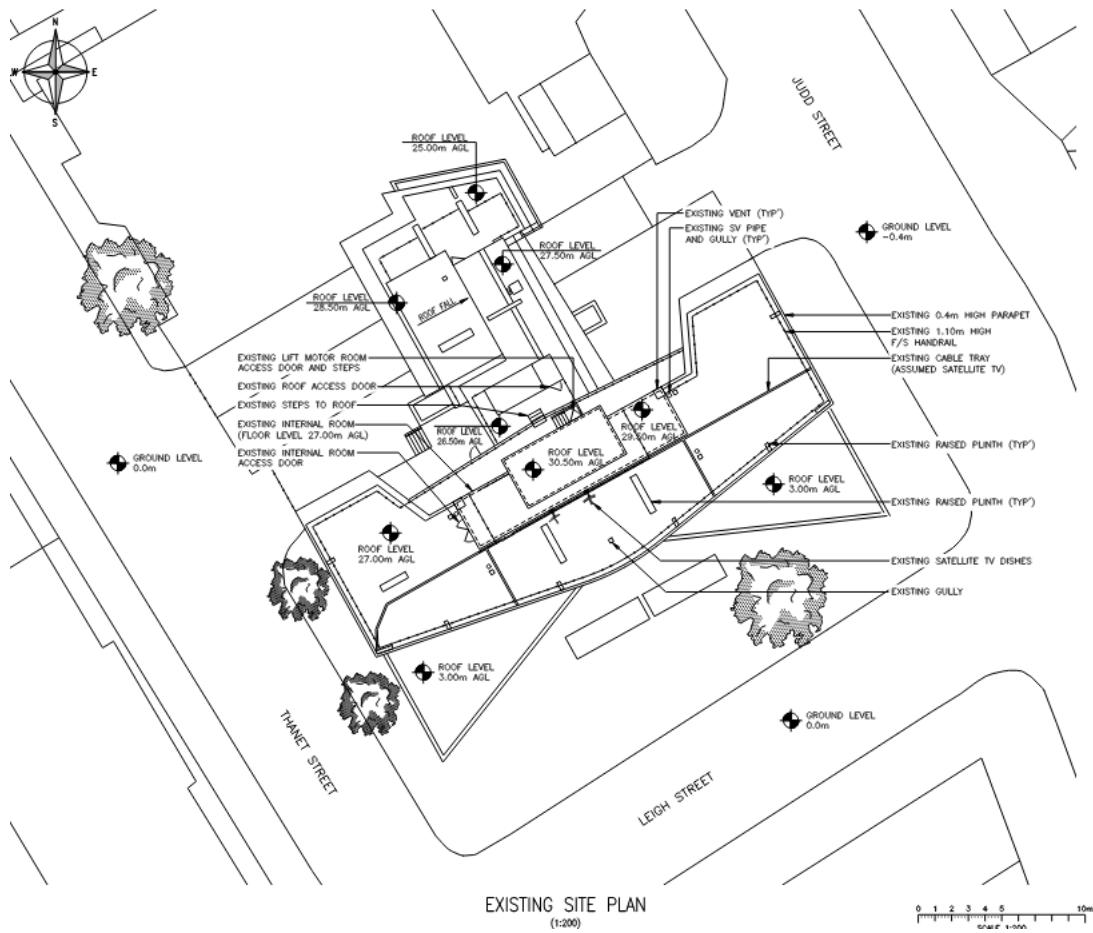 N
W
E
S
JUDD STREET
ROOF LEVEL
25.00m AGL
EXISTING VENT (TYP')
EXISTING SV PIPE
AND GULLY (TYP')
GROUND LEVEL
-0.4m
ROOF LEVEL
27.50m AGL
ROOF LEVEL
28.50m AGL
ROOF FALL
EXISTING 0.4m HIGH PARAPET
EXISTING 1.10m HIGH
F/S HANDRAIL
EXISTING CABLE TRAY
(ASSUMED SATELLITE TV)
EXISTING LIFT MOTOR ROOM
ACCESS DOOR AND STEPS
EXISTING ROOF ACCESS DOOR
EXISTING STEPS TO ROOF
EXISTING INTERNAL ROOM
(FLOOR LEVEL 27.00m AGL)
EXISTING INTERNAL ROOM
ACCESS DOOR
ROOF LEVEL
26.50m AGL
ROOF LEVEL
29.50m AGL
ROOF LEVEL
30.50m AGL
GROUND LEVEL
0.0m
EXISTING RAISED PLINTH (TYP')
ROOF LEVEL
3.00m AGL
EXISTING RAISED PLINTH (TYP')
ROOF LEVEL
27.00m AGL
EXISTING SATELLITE TV DISHES
EXISTING GULLY
ROOF LEVEL
3.00m AGL
GROUND LEVEL
0.0m
THANET STREET
LEIGH STREET
EXISTING SITE PLAN
(1:200)
0 1 2 3 4 5 10m
SCALE 1:200